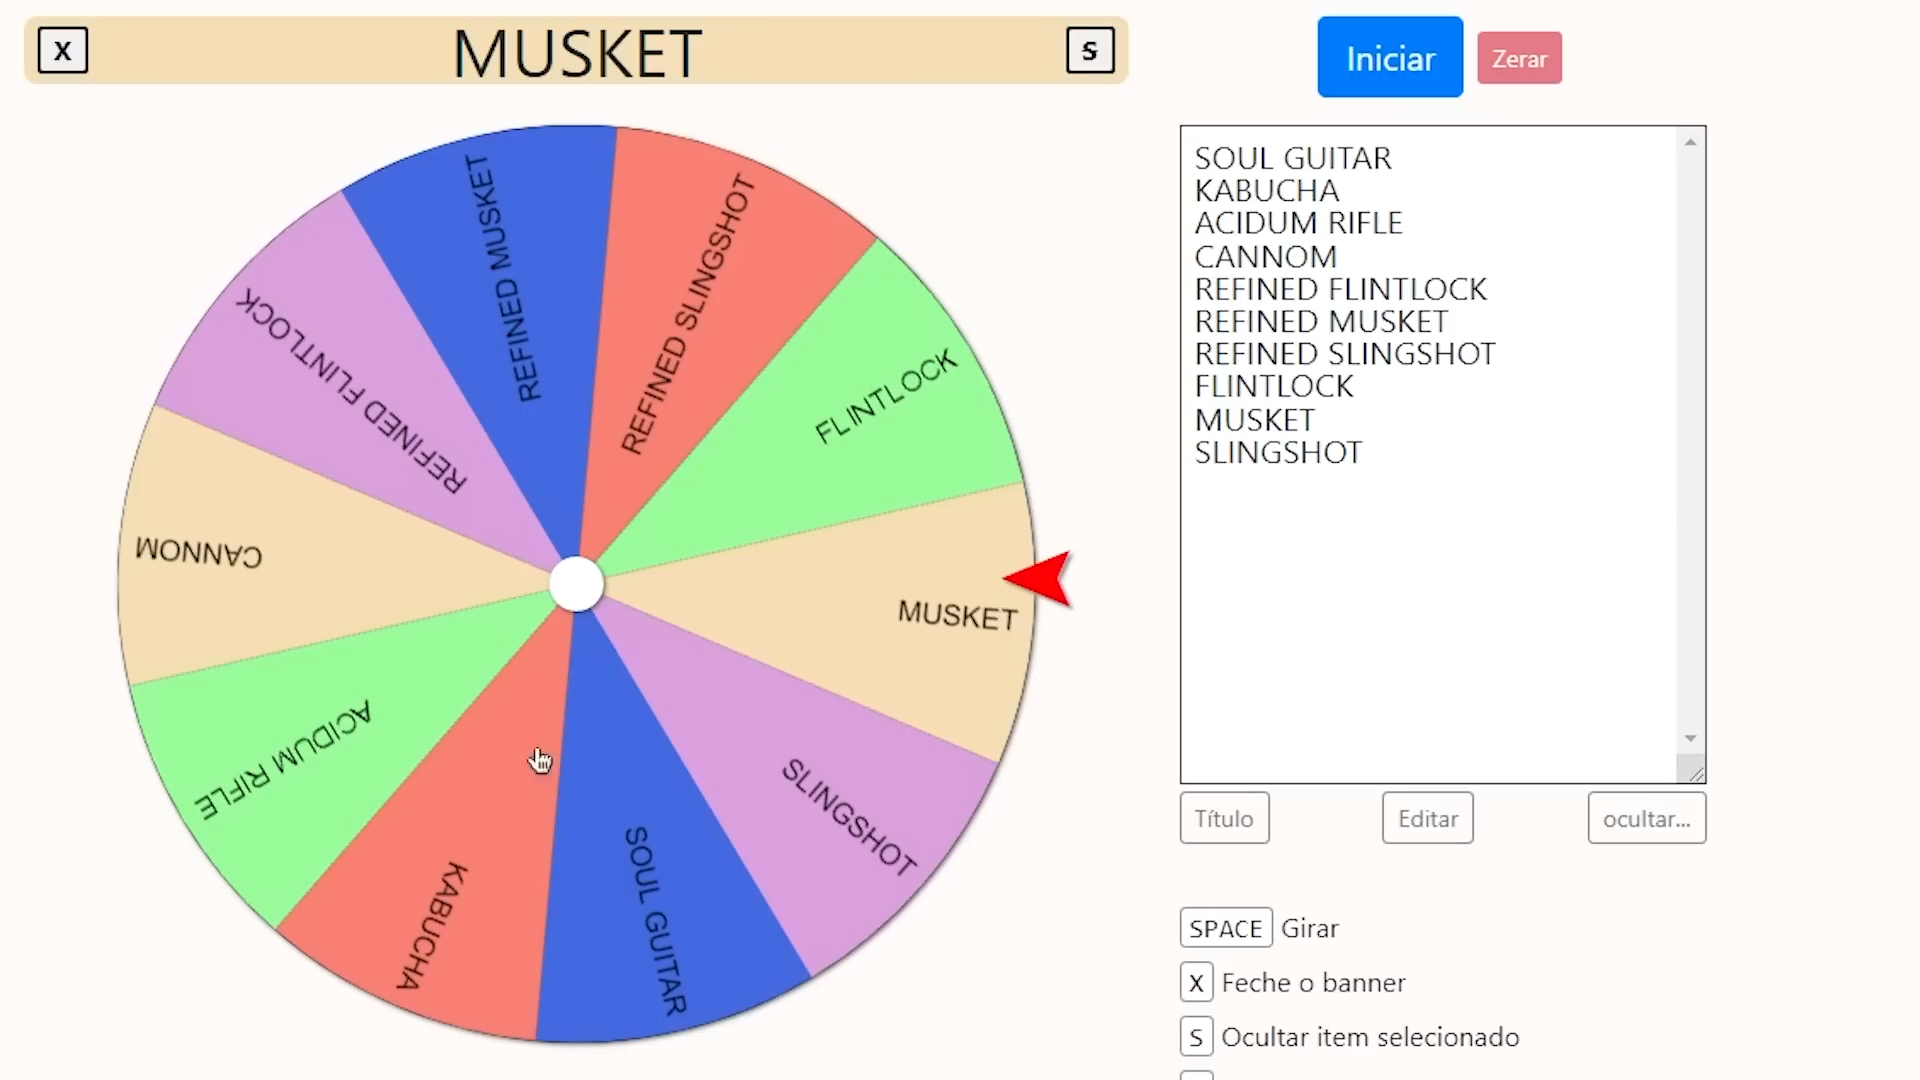 X
MUSKET
S
Iniciar
Zerar
REFINED MUSKET
REFINED SLINGSHOT
FLINTLOCK
MUSKET
SLINGSHOT
SOUL GUITAR
KABUCHA
ACIDUM RIFLE
CANNOM
REFINED FLINTLOCK
SOUL GUITAR
KABUCHA
ACIDUM RIFLE
CANNOM
REFINED FLINTLOCK
REFINED MUSKET
REFINED SLINGSHOT
FLINTLOCK
MUSKET
SLINGSHOT
Título
Editar
ocultar...
SPACE Girar
X Feche o banner
S Ocultar item selecionado